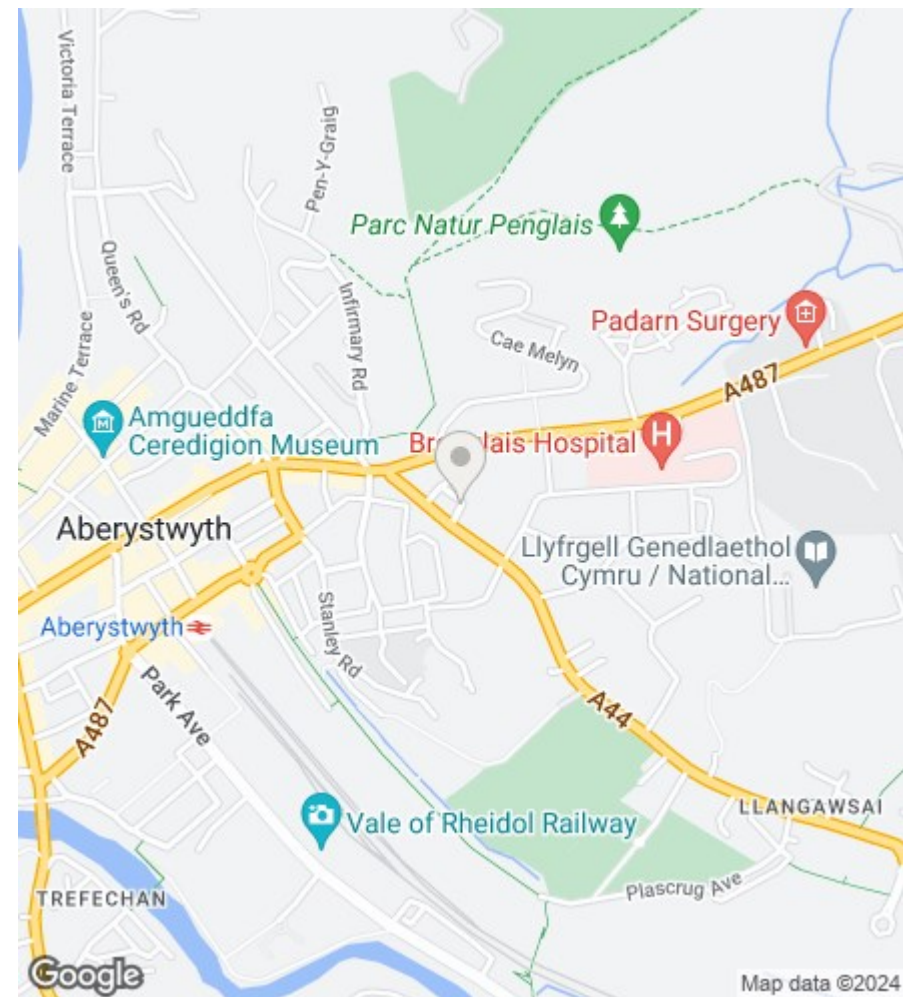 Victoria Terrace
Pen-Y-Graig
Parc Natur Penglais
Queen's Rd
Infirmary Rd
Padarn Surgery
Cae Melyn
A487
Marine Terrace
Amgueddfa
Ceredigion Museum
Hospital
Aberystwyth
Llyfrgell Genedlaethol
Cymru / National...
Stanley Rd
Aberystwyth
Park Ave
A487
A44
LLANGAWSAI
Vale of Rheidol Railway
Plascrug Ave
TREFECHAN
Google
Map data ©2024